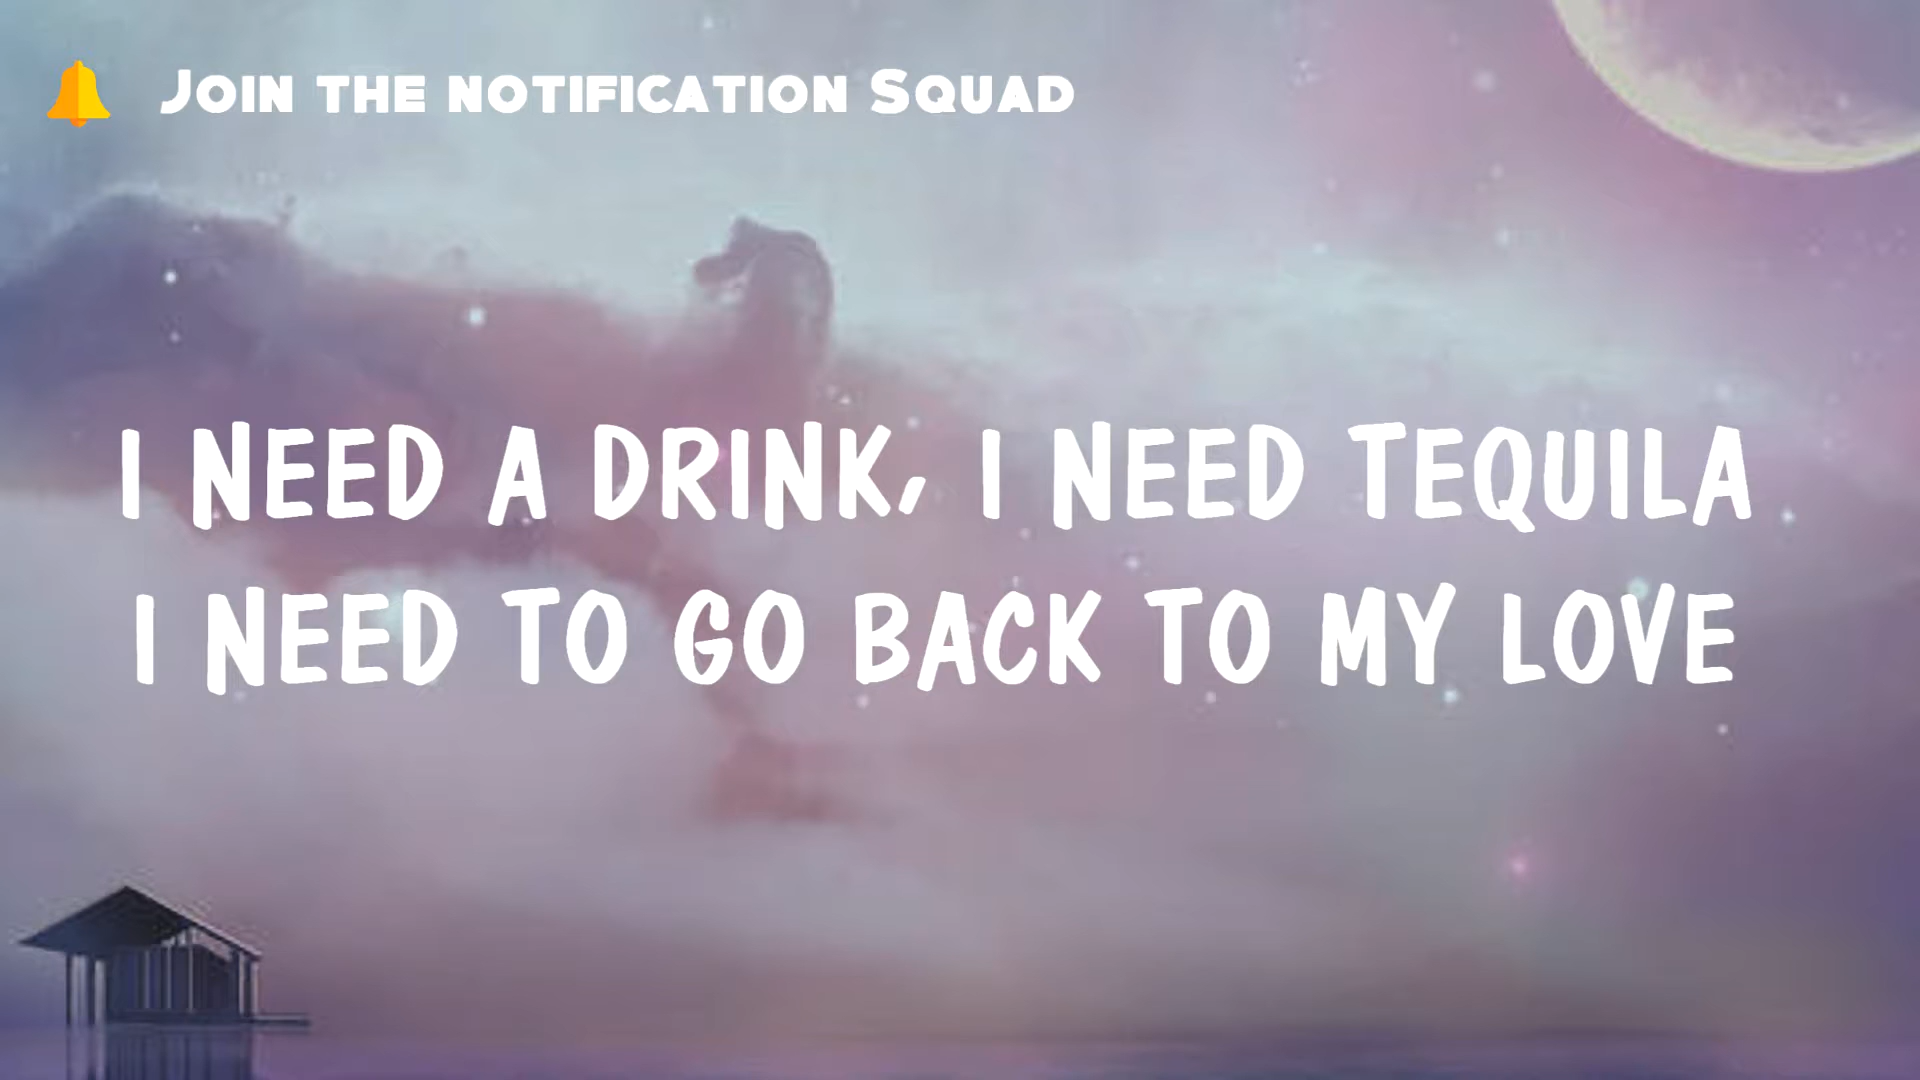 Join the notification Squad
I NEED A DRINK, I NEED TEQUILA
I NEED TO GO BACK TO MY LOVE